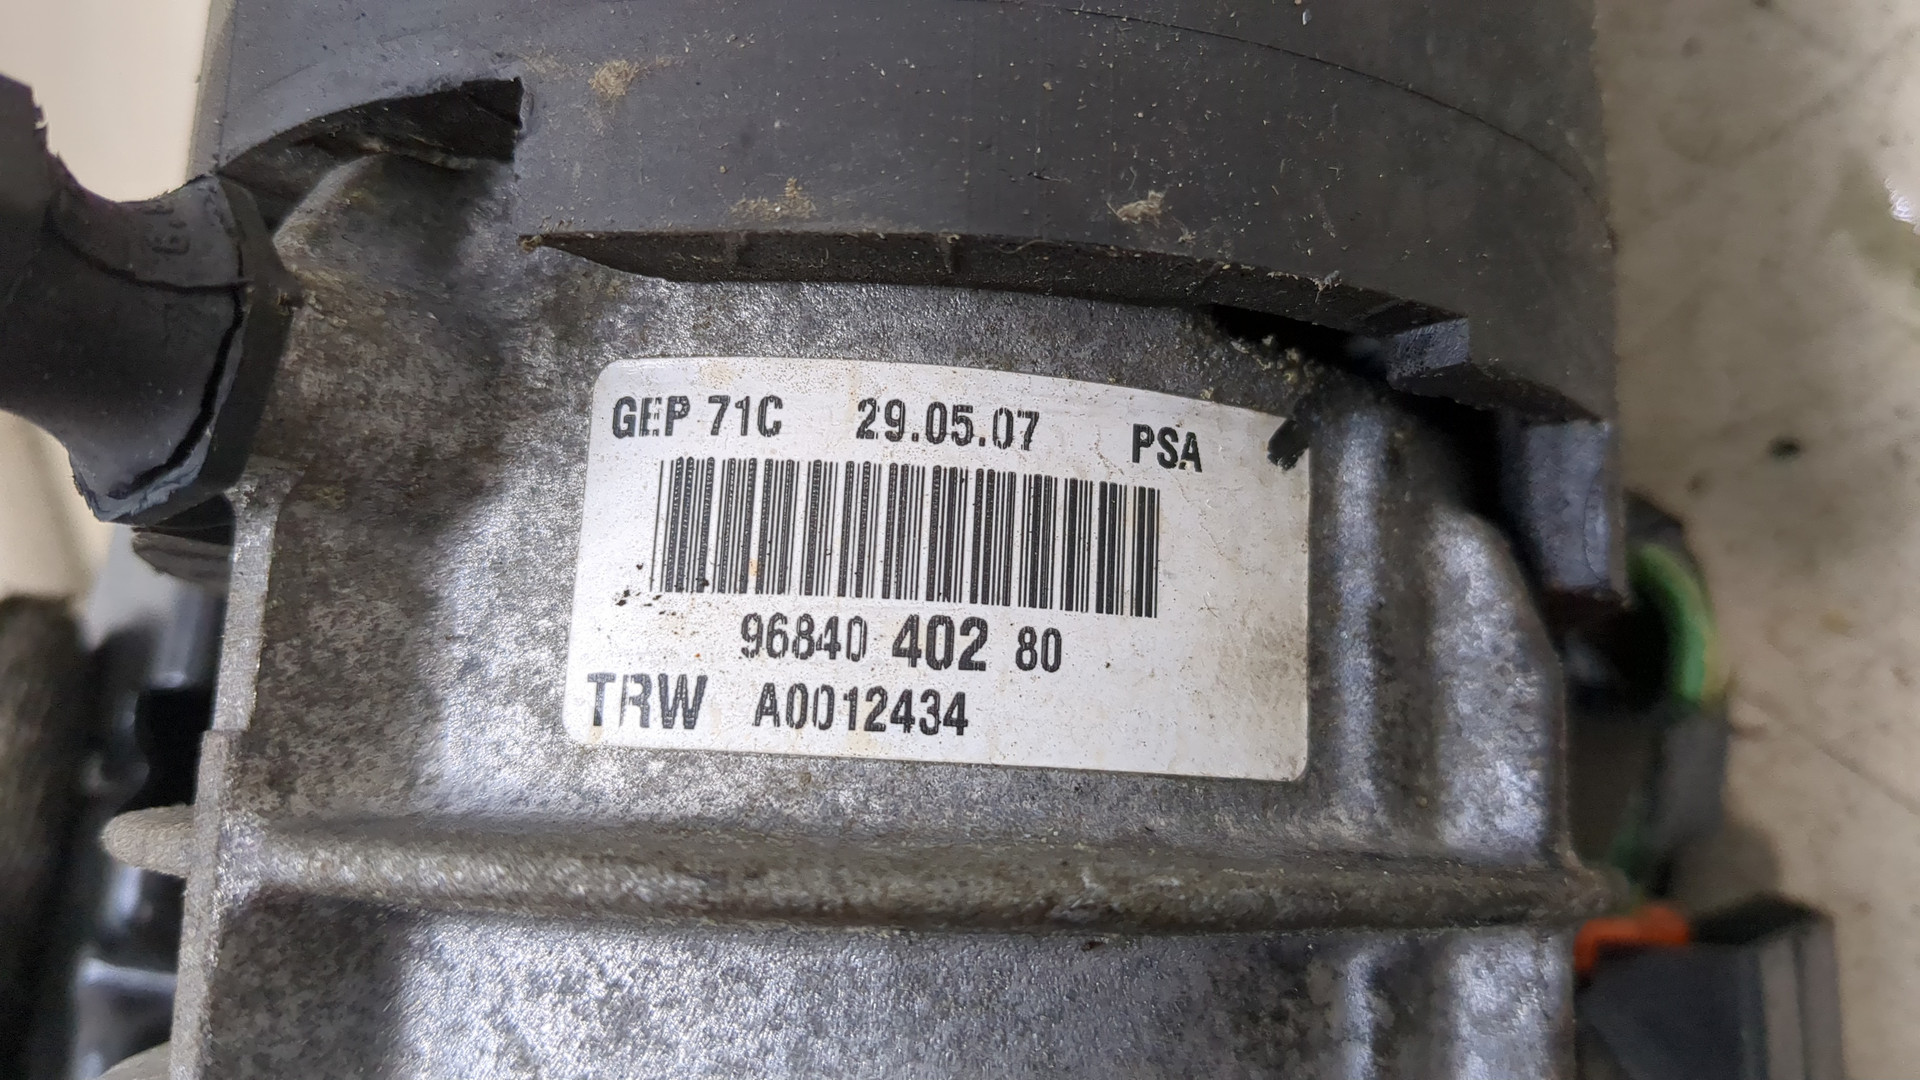 GEP 71C 29.05.07 PSA
96840 402 80
TRW A0012434